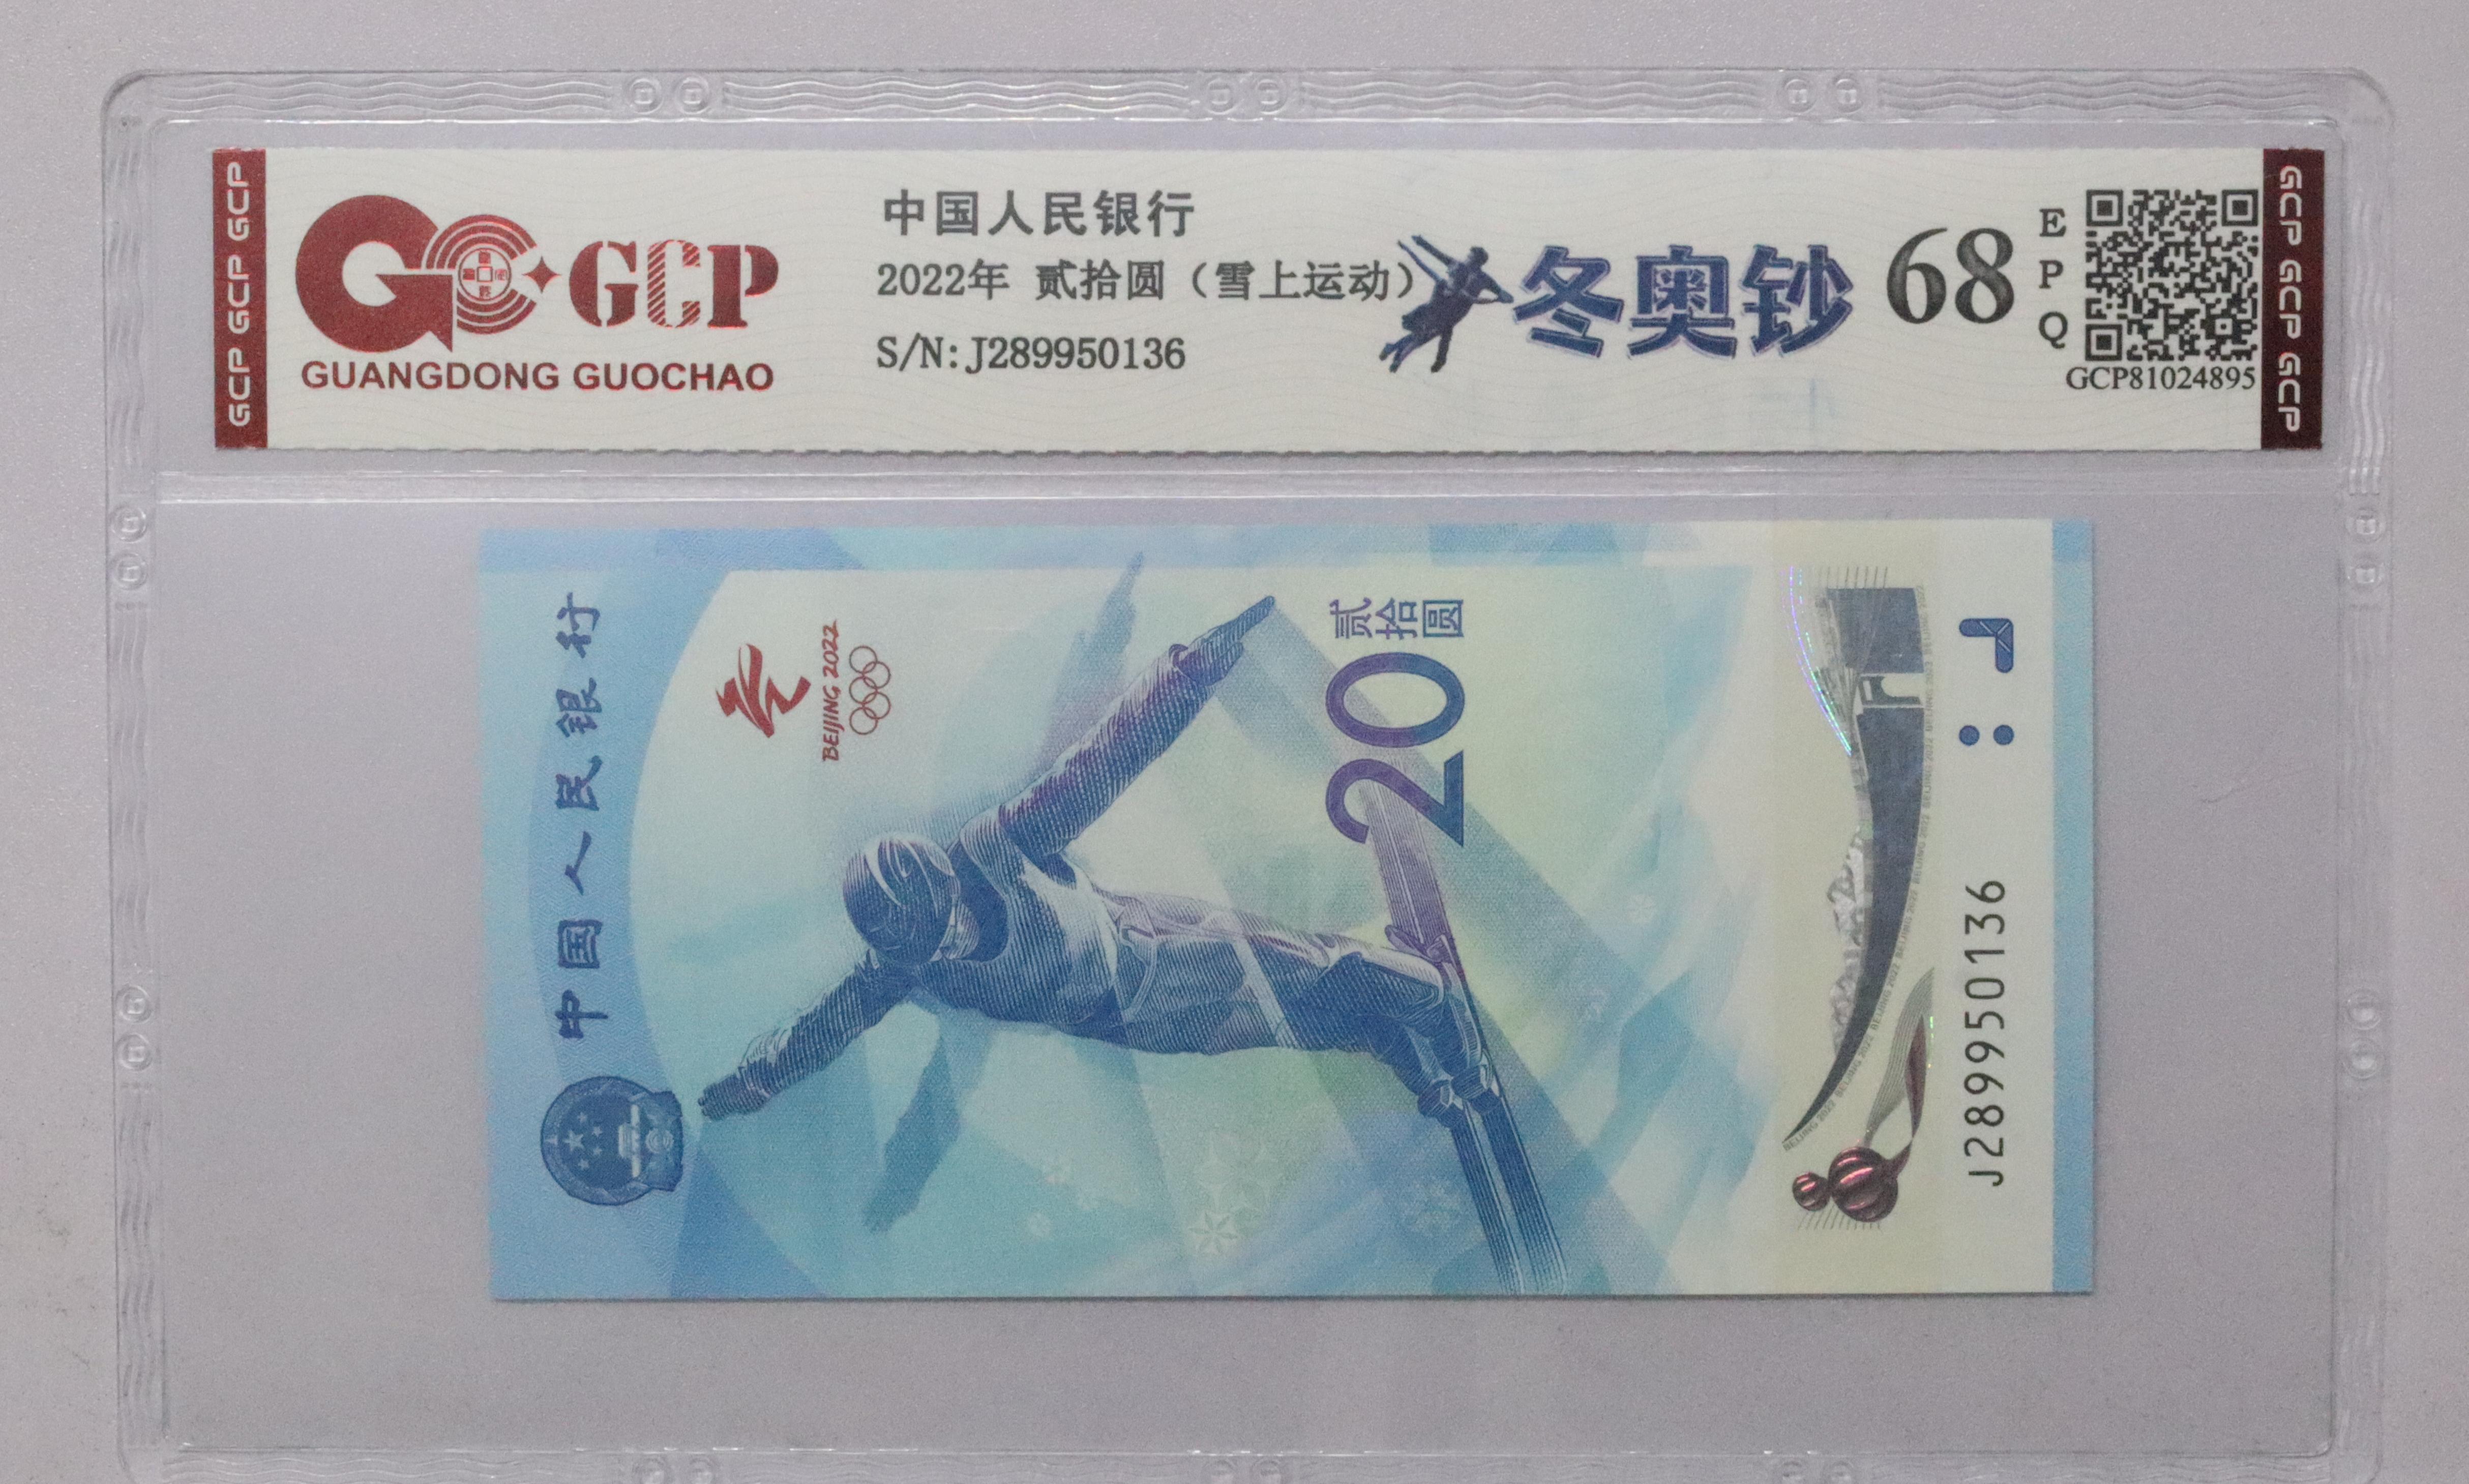 GCP GCP GCP
GCP
GUANGDONG GUOCHAO
中国人民银行
2022年 贰拾圆（雪上运动）
S/N: J289950136
冬奥钞
68
E
P
Q
GCP81024895
GCP GCP GCP
中国人民银行
BEIJING 2022
贰拾圆
20
J289950136